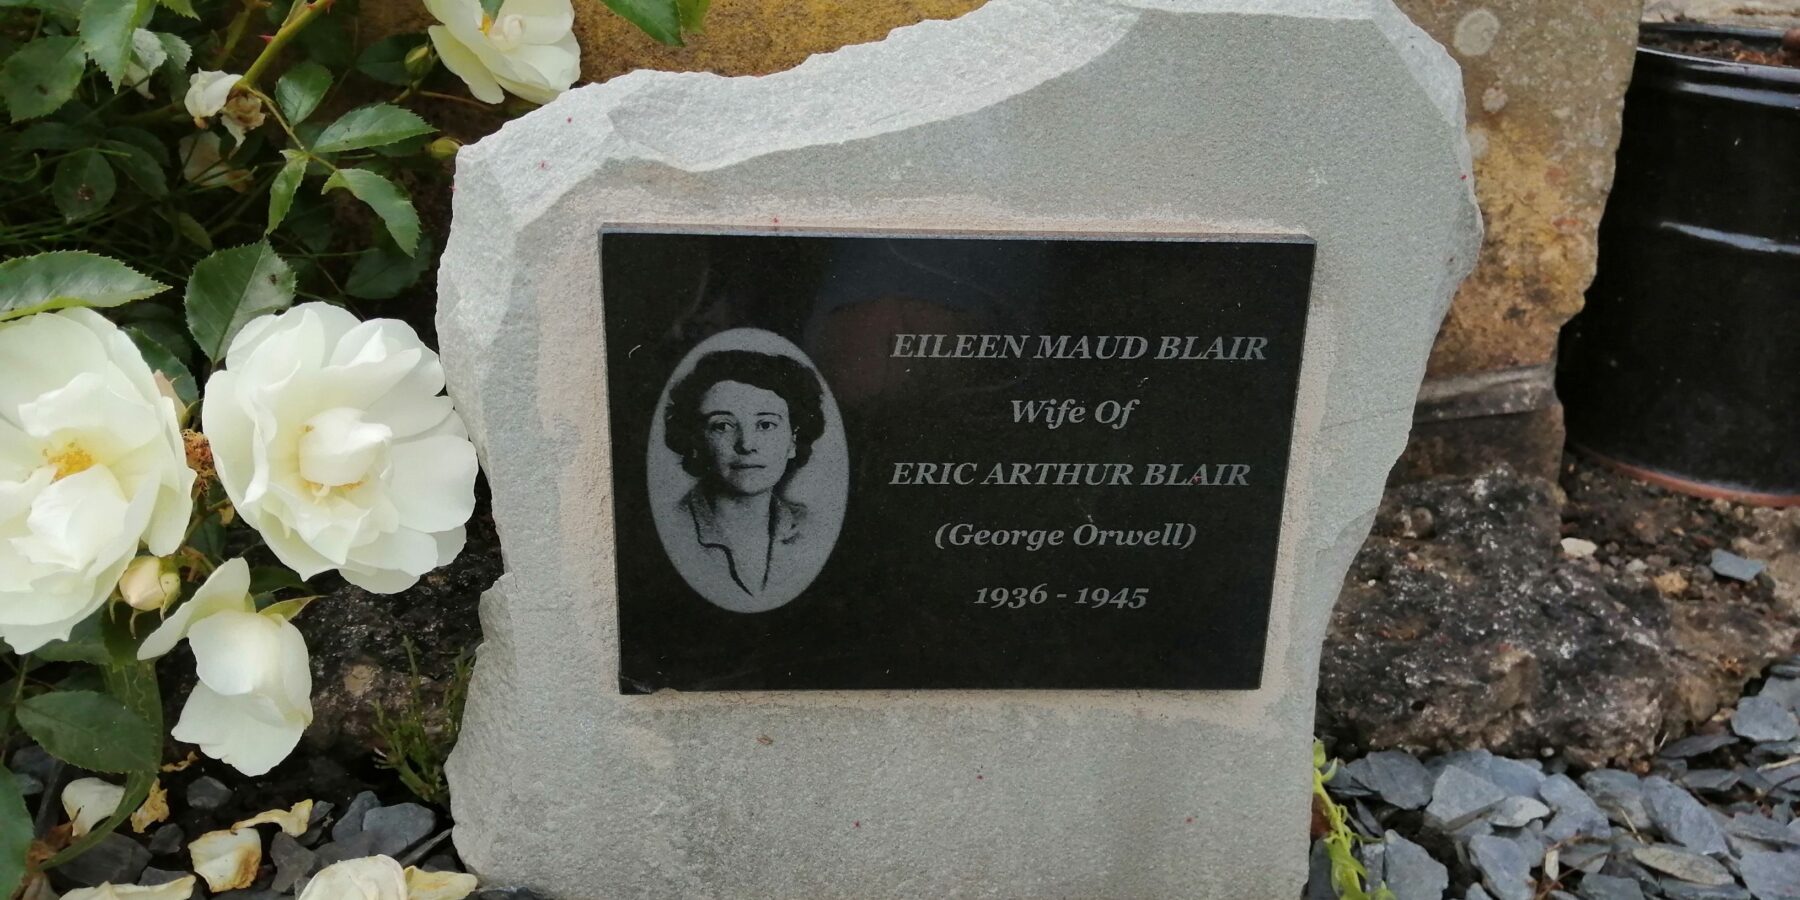 EILEEN MAUD BLAIR
Wife Of
ERIC ARTHUR BLAIR
(George Orwell)
1936 - 1945